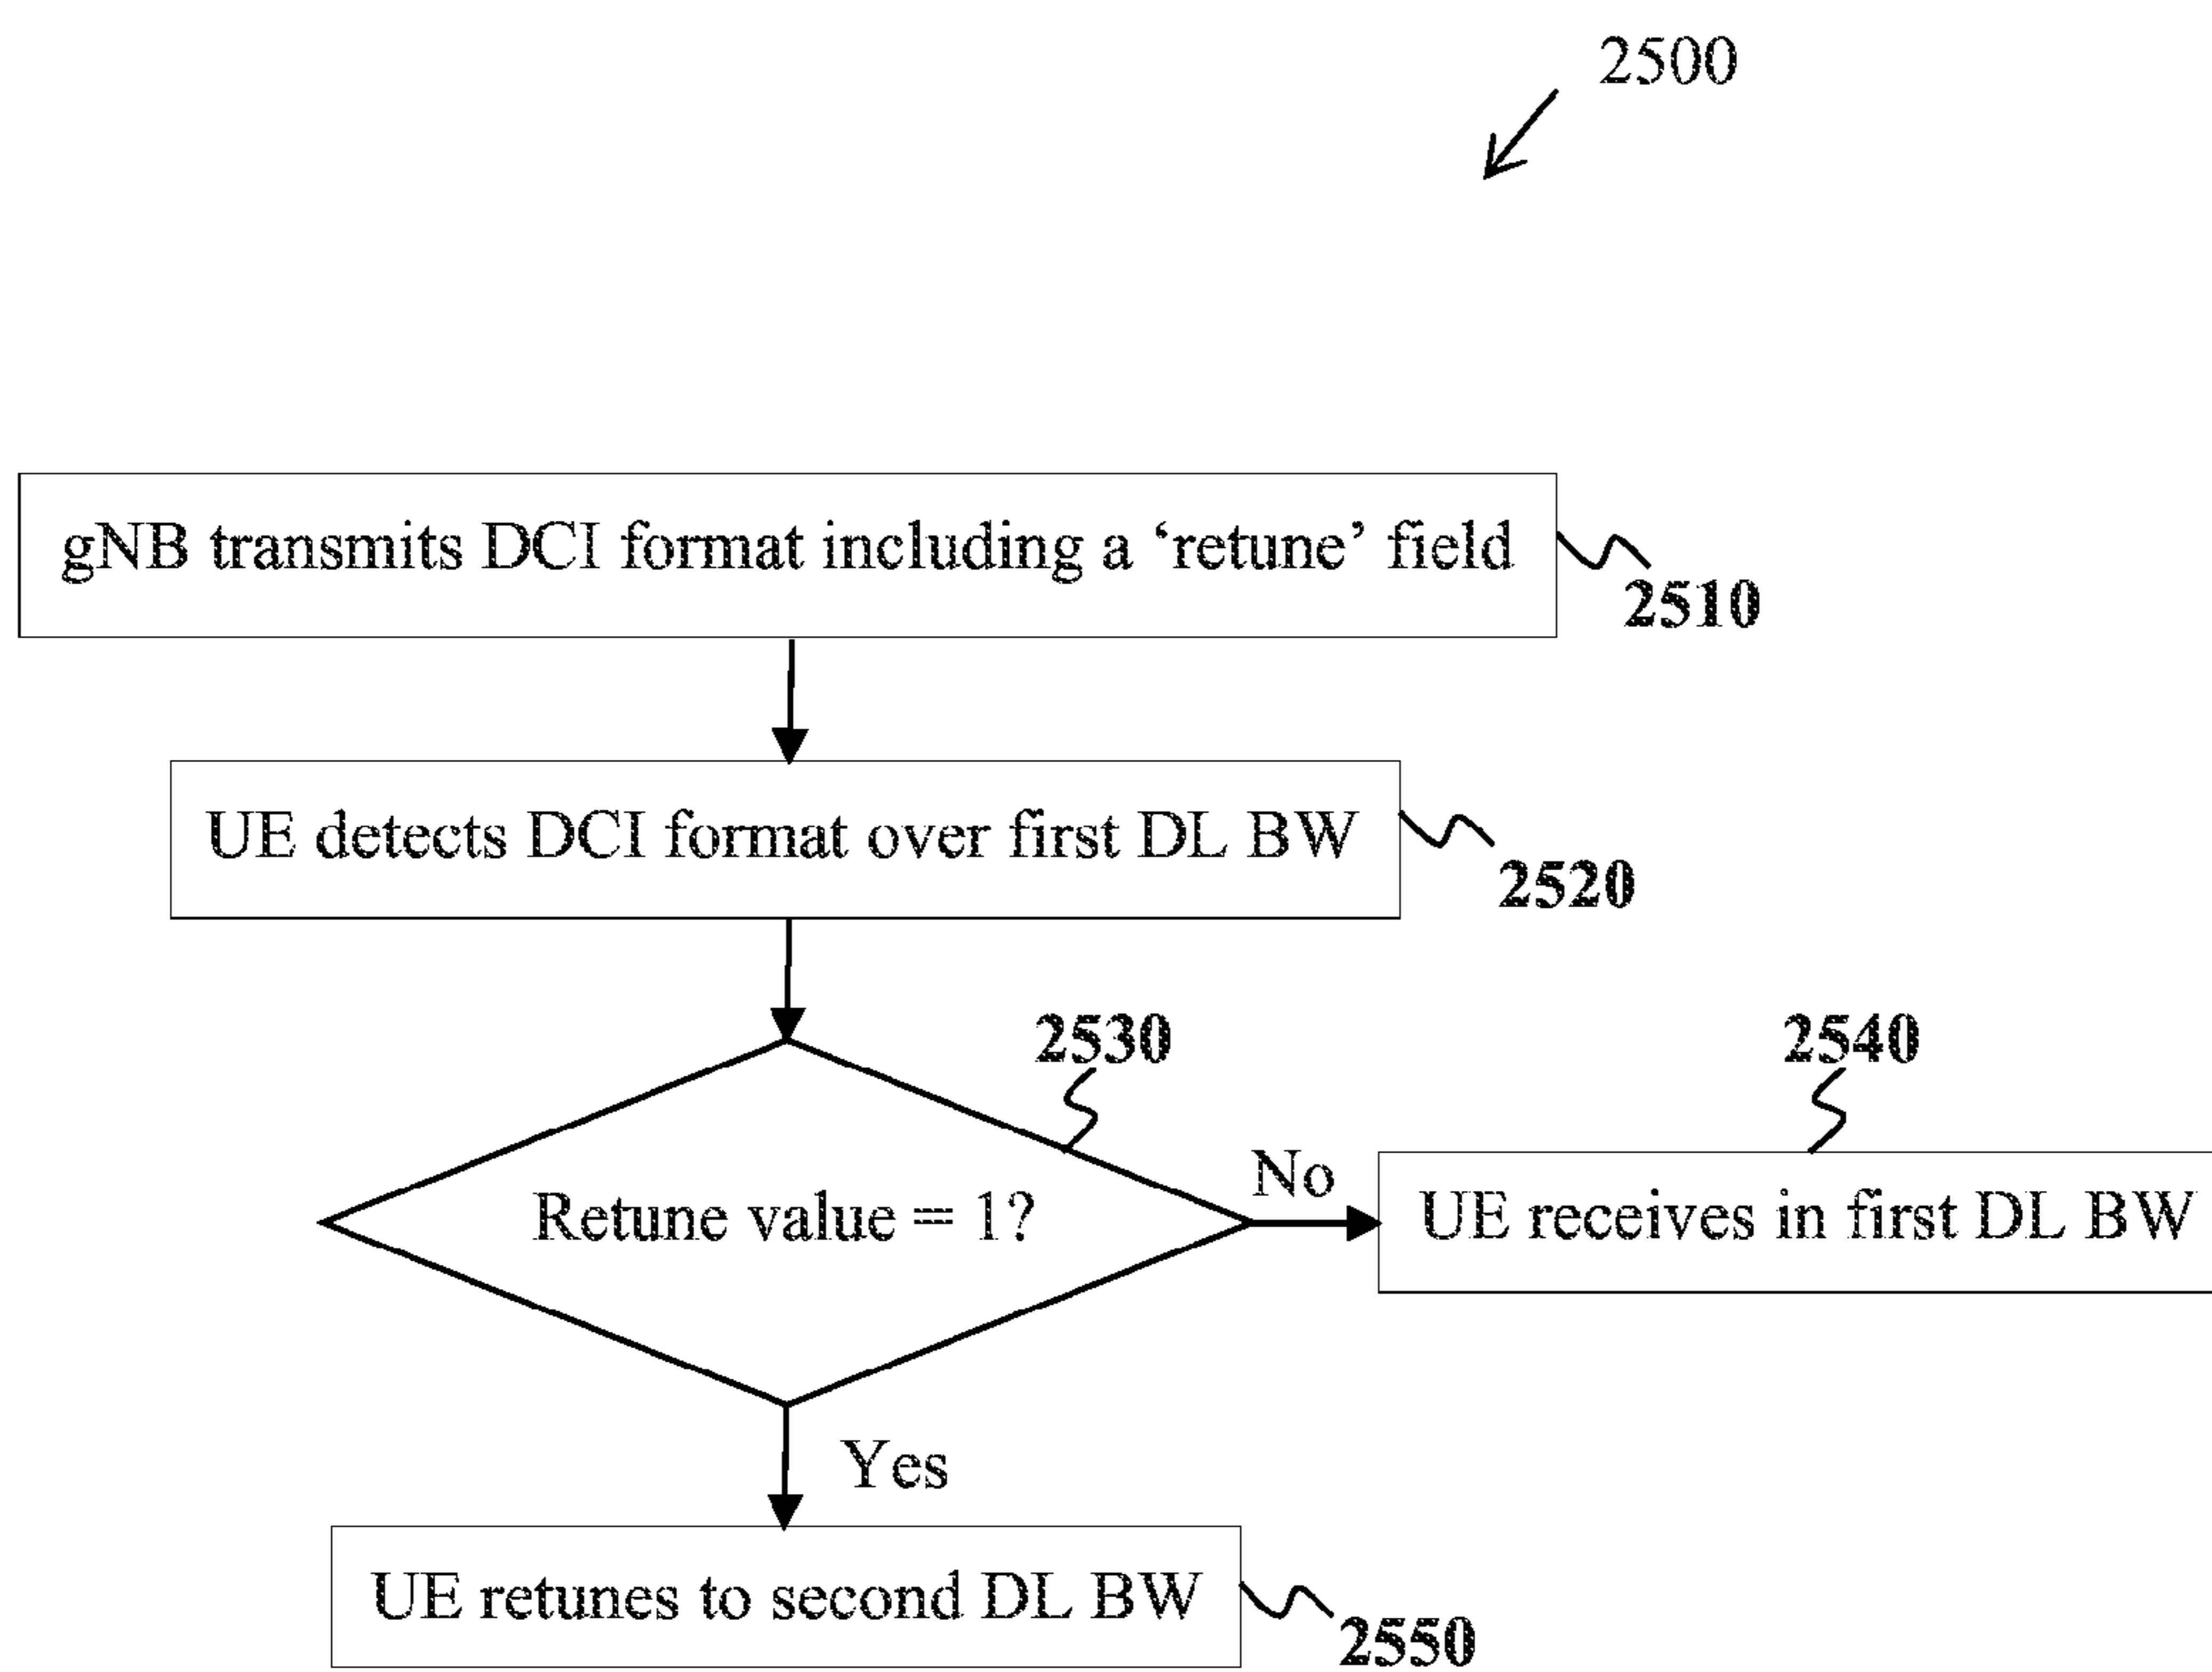 2500
gNB transmits DCI format including a ‘retune’ field
2510
UE detects DCI format over first DL BW
2520
2530
2540
Retune value = 1?
No
UE receives in first DL BW
Yes
UE retunes to second DL BW
2550